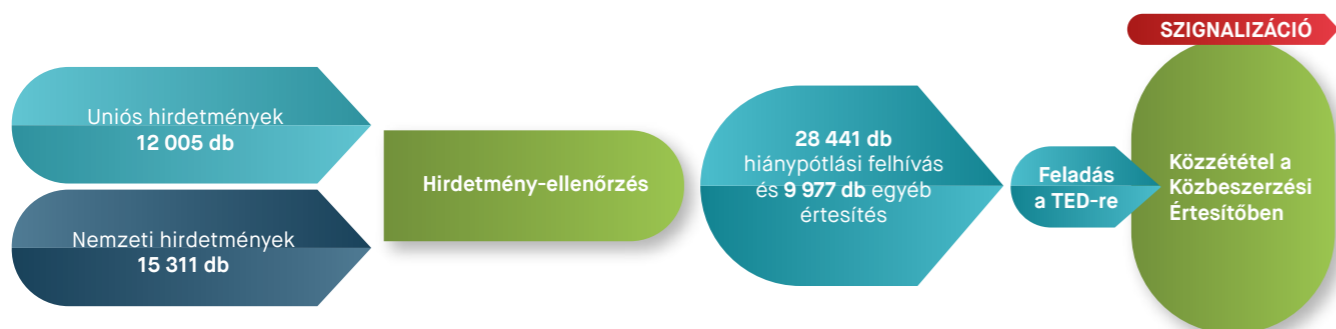 Uniós hirdetmények
12 005 db
Nemzeti hirdetmények
15 311 db
Hirdetmény-ellenőrzés
28 441 db
hiánypótlási felhívás
és 9 977 db egyéb
értesítés
Feladás
a TED-re
SZIGNALIZÁCIÓ
Közzététel a
Közbeszerzési
Értesítőben